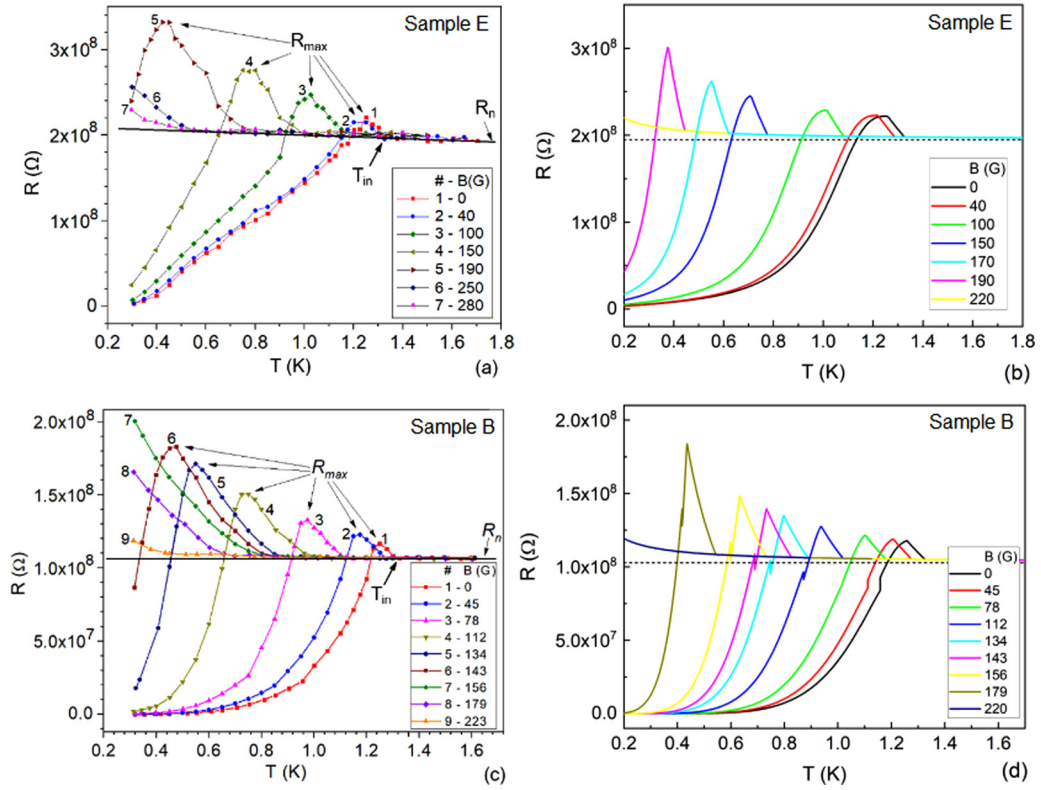 Sample E
5
R_max
4
3
1
2
6
7
R_n
T_in
3x10^8
2x10^8
1x10^8
0
R (Ω)
# - B(G)
1 - 0
2 - 40
3 - 100
4 - 150
5 - 190
6 - 250
7 - 280
0.2 0.4 0.6 0.8 1.0 1.2 1.4 1.6 1.8
T (K)
(a)
Sample E
3x10^8
2x10^8
1x10^8
0
R (Ω)
B (G)
0
40
100
150
170
190
220
0.2 0.4 0.6 0.8 1.0 1.2 1.4 1.6 1.8
T (K)
(b)
Sample B
7
6
8
5
R_max
4
3
2
1
9
R_n
T_in
2.0x10^8
1.5x10^8
1.0x10^8
5.0x10^7
0.0
R (Ω)
# B (G)
1 - 0
2 - 45
3 - 78
4 - 112
5 - 134
6 - 143
7 - 156
8 - 179
9 - 223
0.2 0.4 0.6 0.8 1.0 1.2 1.4 1.6
T (K)
(c)
Sample B
2.0x10^8
1.5x10^8
1.0x10^8
5.0x10^7
0.0
R (Ω)
B (G)
0
45
78
112
134
143
156
179
220
0.2 0.4 0.6 0.8 1.0 1.2 1.4 1.6
T (K)
(d)